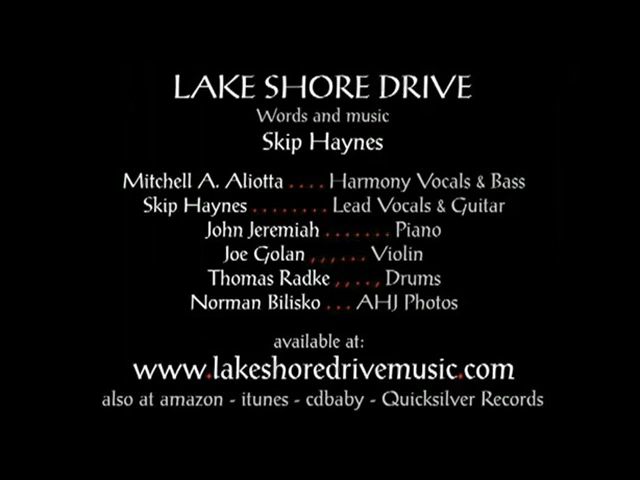 LAKE SHORE DRIVE
Words and music
Skip Haynes
Mitchell A. Aliotta . . . . Harmony Vocals & Bass
Skip Haynes . . . . . . . . Lead Vocals & Guitar
John Jeremiah . . . . . . . Piano
Joe Golan , , , . . . Violin
Thomas Radke , . . . , Drums
Norman Bilisko . . . AHJ Photos
available at:
www.lakeshoredrivemusic.com
also at amazon - itunes - cdbaby - Quicksilver Records